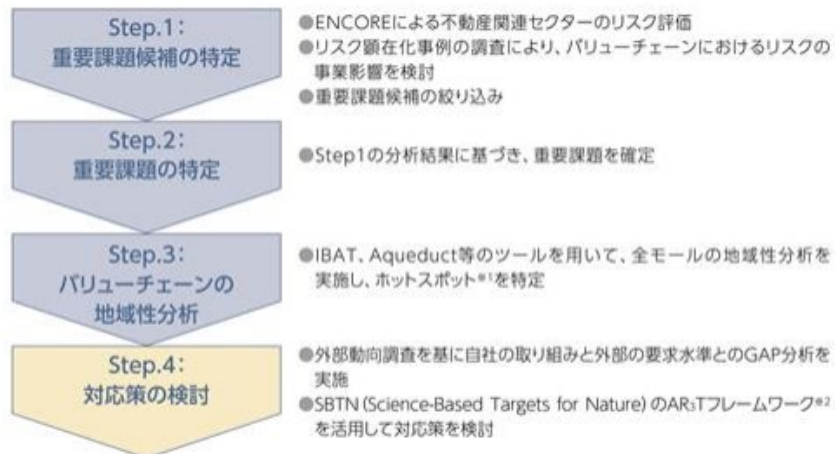 Step.1:
重要課題候補の特定
●ENCOREによる不動産関連セクターのリスク評価
●リスク顕在化事例の調査により、バリューチェーンにおけるリスクの
事業影響を検討
●重要課題候補の絞り込み
Step.2:
重要課題の特定
●Step1の分析結果に基づき、重要課題を確定
Step.3:
バリューチェーンの
地域性分析
●IBAT、Aqueduct等のツールを用いて、全モールの地域性分析を
実施し、ホットスポット※1を特定
Step.4:
対応策の検討
●外部動向調査を基に自社の取り組みと外部の要求水準とのGAP分析を
実施
●SBTN(Science-Based Targets for Nature)のAR₃Tフレームワーク※2
を活用して対応策を検討